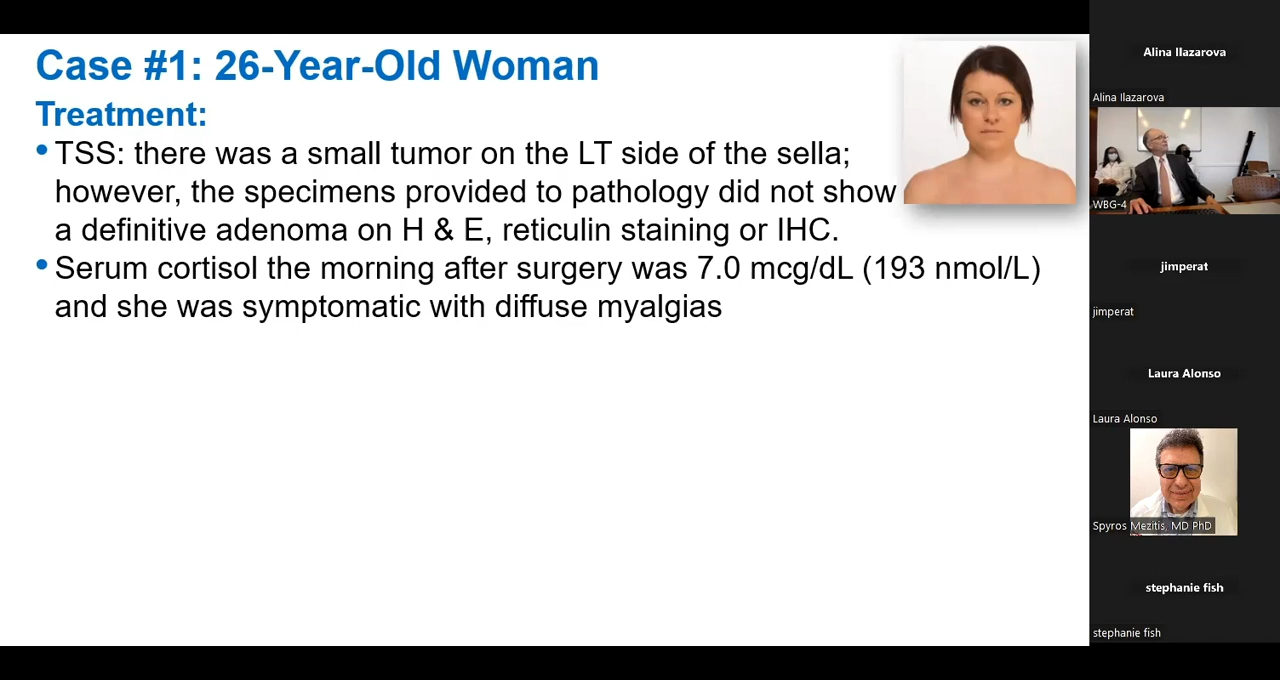 Case #1: 26-Year-Old Woman
Treatment:
• TSS: there was a small tumor on the LT side of the sella;
however, the specimens provided to pathology did not show
a definitive adenoma on H & E, reticulin staining or IHC.
• Serum cortisol the morning after surgery was 7.0 mcg/dL (193 nmol/L)
and she was symptomatic with diffuse myalgias
Alina Ilazarova
Alina Ilazarova
WBG-4
jimperat
jimperat
Laura Alonso
Laura Alonso
Spyros Mezitis, MD PhD
stephanie fish
stephanie fish